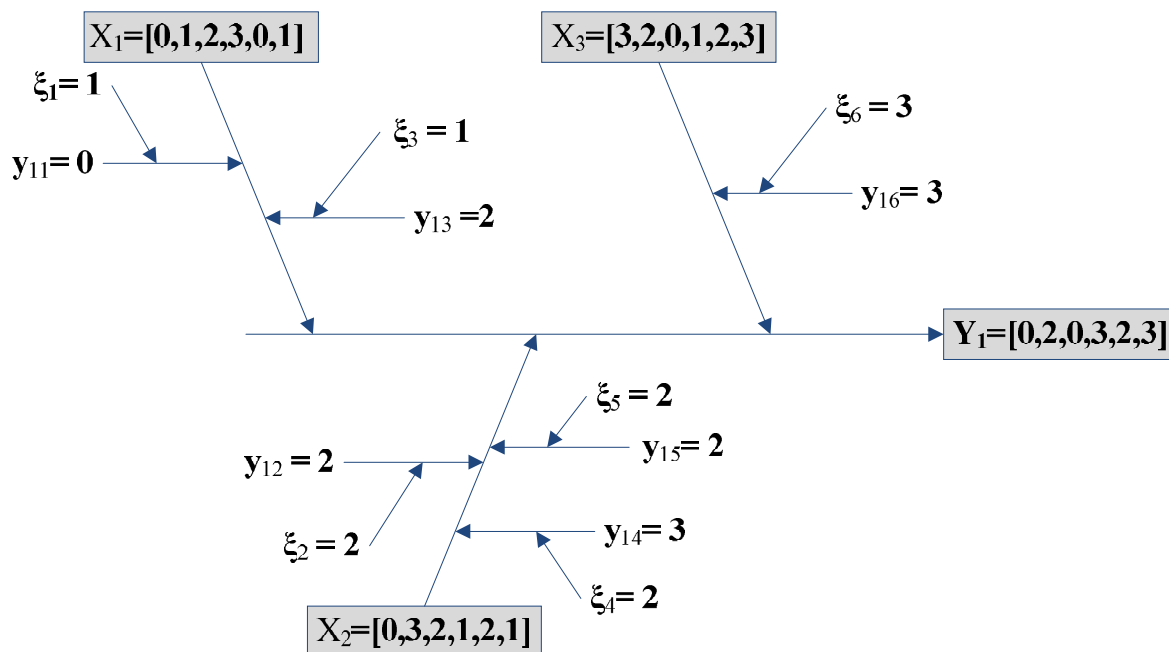 X₁=[0,1,2,3,0,1]
X₃=[3,2,0,1,2,3]
ξ₁= 1
ξ₃ = 1
ξ₆ = 3
y₁₁= 0
y₁₆= 3
y₁₃ =2
Y₁=[0,2,0,3,2,3]
ξ₅ = 2
y₁₂= 2
y₁₅= 2
ξ₂ = 2
y₁₄= 3
ξ₄= 2
X₂=[0,3,2,1,2,1]